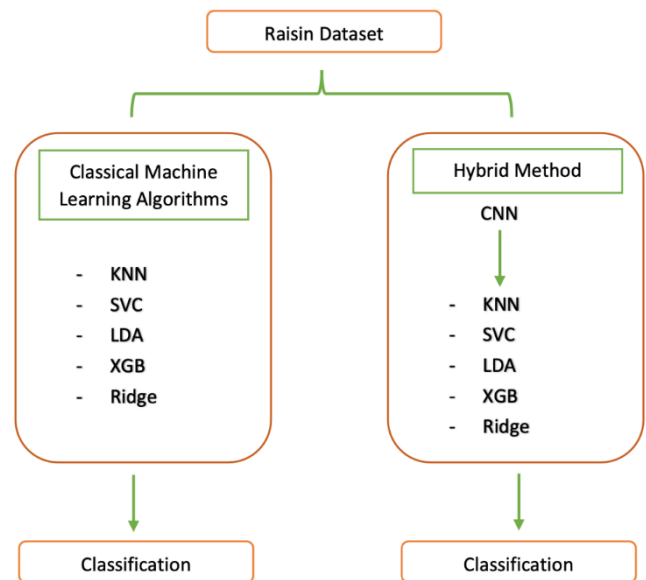 Raisin Dataset
Classical Machine
Learning Algorithms
- KNN
- SVC
- LDA
- XGB
- Ridge
Classification
Hybrid Method
CNN
- KNN
- SVC
- LDA
- XGB
- Ridge
Classification